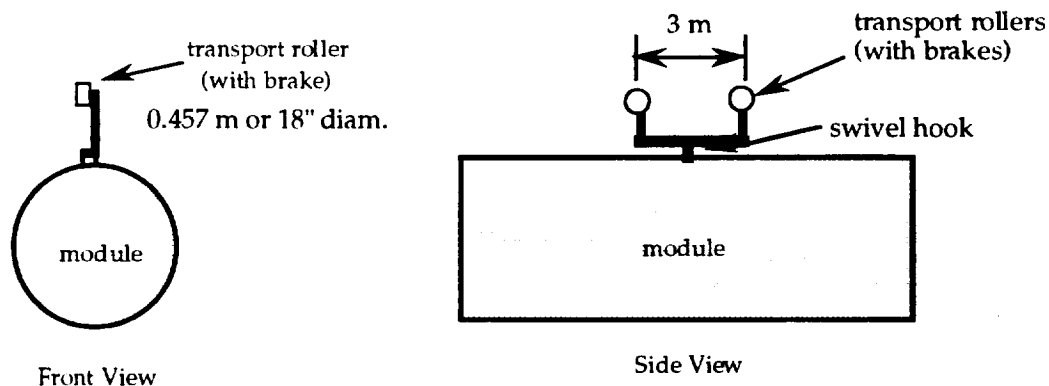 transport roller
(with brake)
0.457 m or 18" diam.
module
Front View
3 m
transport rollers
(with brakes)
swivel hook
module
Side View